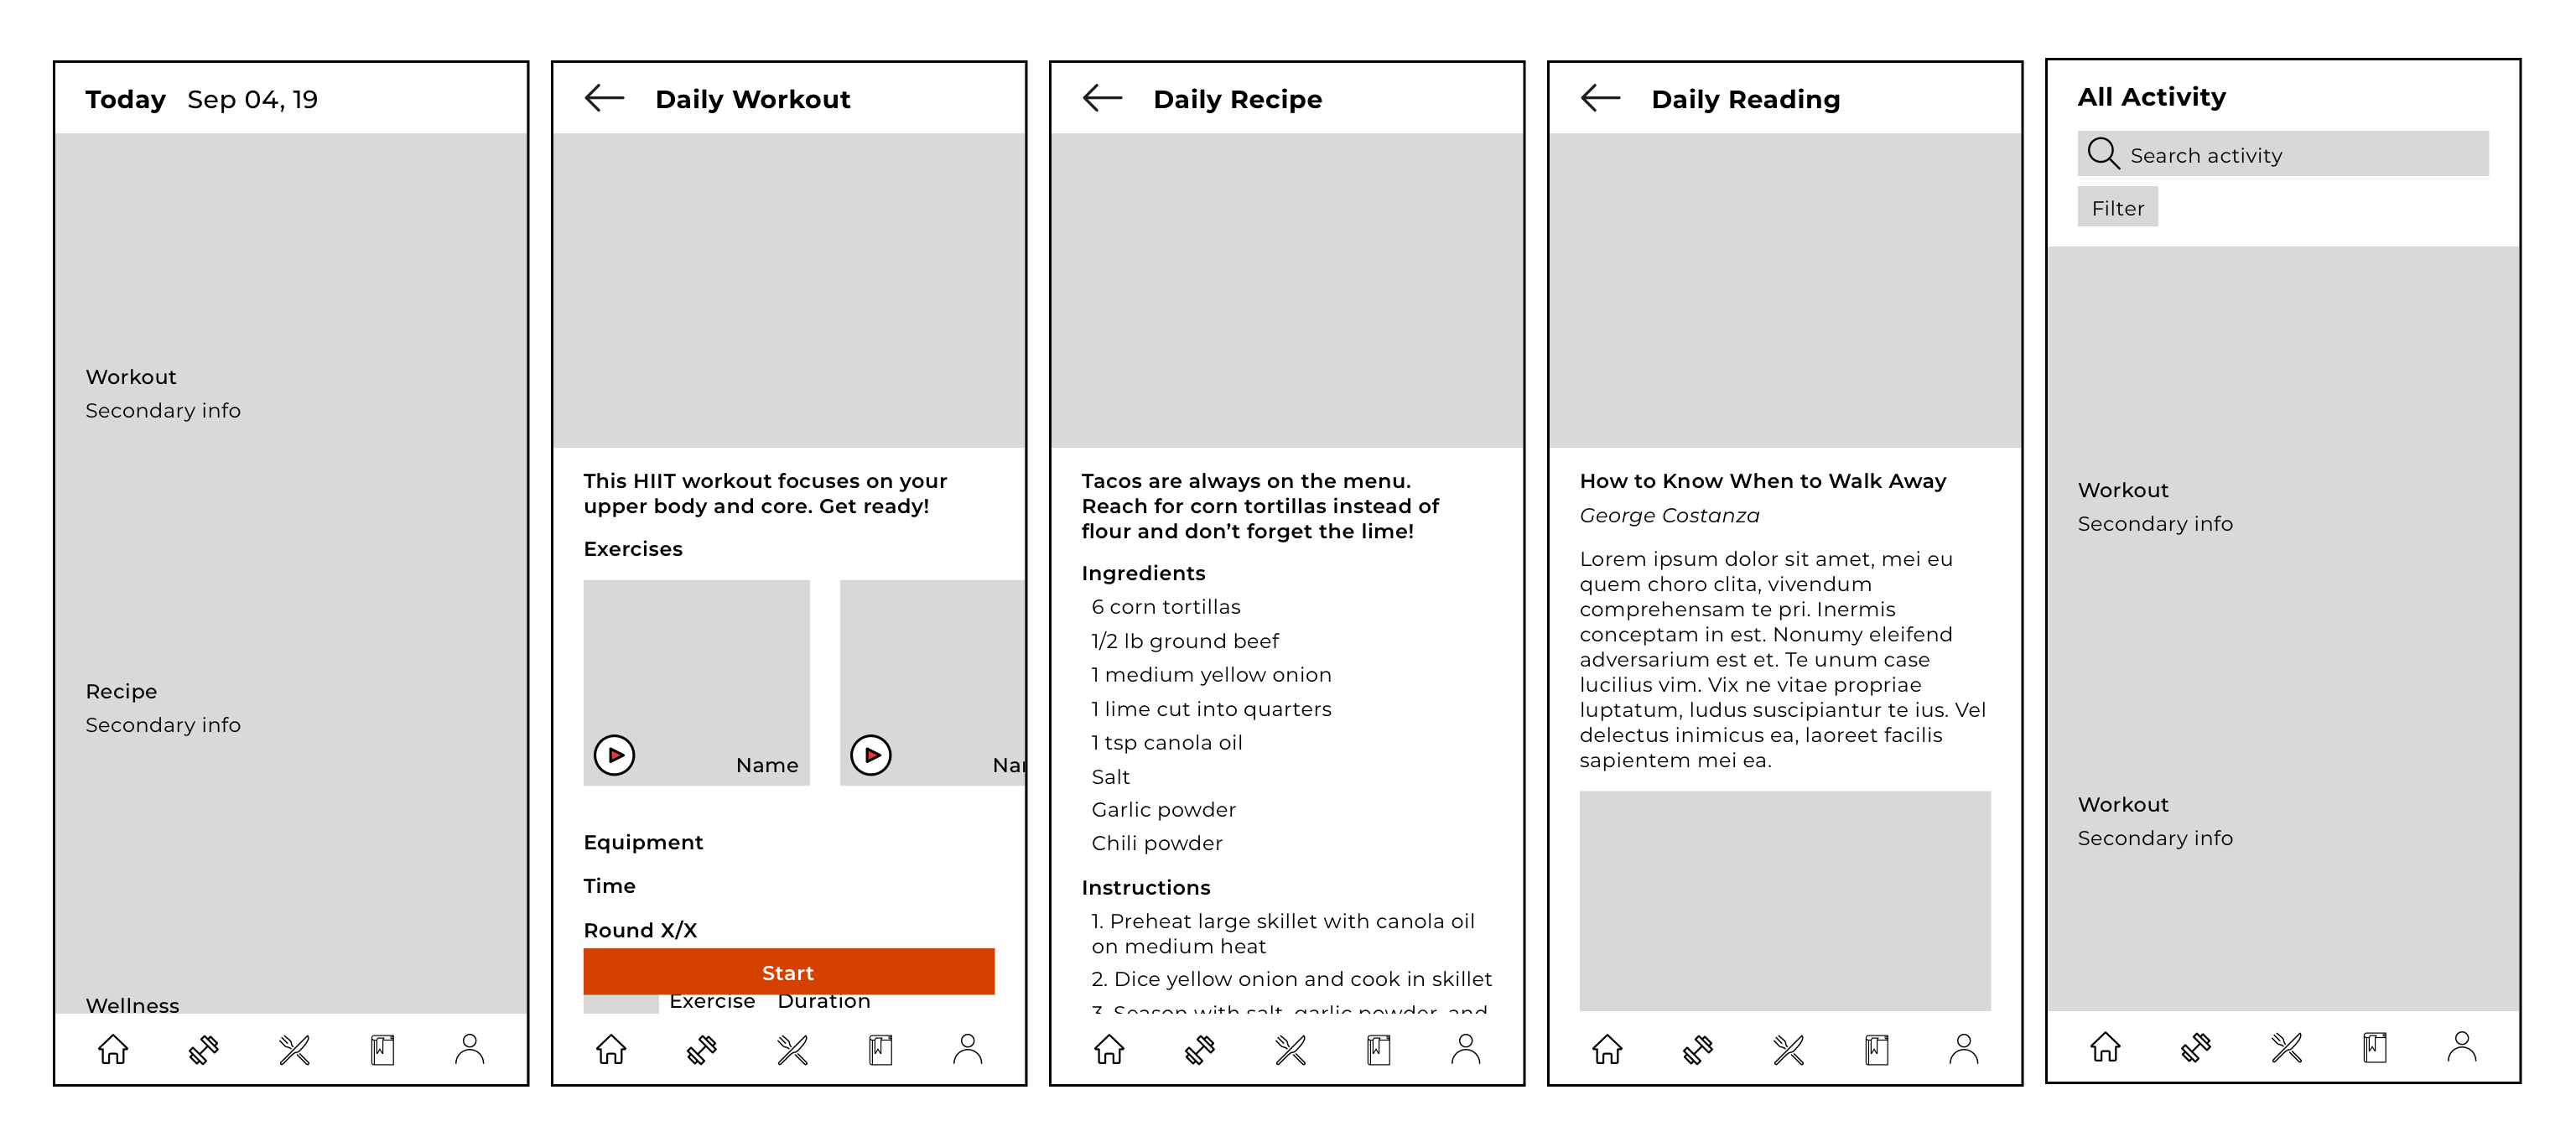 Today Sep 04, 19
Workout
Secondary info
Recipe
Secondary info
Wellness
Daily Workout
This HIIT workout focuses on your
upper body and core. Get ready!
Exercises
Name
Nar
Equipment
Time
Round X/X
Start
Exercise Duration
Daily Recipe
Tacos are always on the menu.
Reach for corn tortillas instead of
flour and don’t forget the lime!
Ingredients
6 corn tortillas
1/2 lb ground beef
1 medium yellow onion
1 lime cut into quarters
1 tsp canola oil
Salt
Garlic powder
Chili powder
Instructions
1. Preheat large skillet with canola oil
on medium heat
2. Dice yellow onion and cook in skillet
3. Season with salt, garlic powder, and
Daily Reading
How to Know When to Walk Away
George Costanza
Lorem ipsum dolor sit amet, mei eu
quem choro clita, vivendum
comprehensam te pri. Inermis
conceptam in est. Nonumy eleifend
adversarium est et. Te unum case
lucilius vim. Vix ne vitae propriae
luptatum, ludus suscipiantur te ius. Vel
delectus inimicus ea, laoreet facilis
sapientem mei ea.
All Activity
Search activity
Filter
Workout
Secondary info
Workout
Secondary info